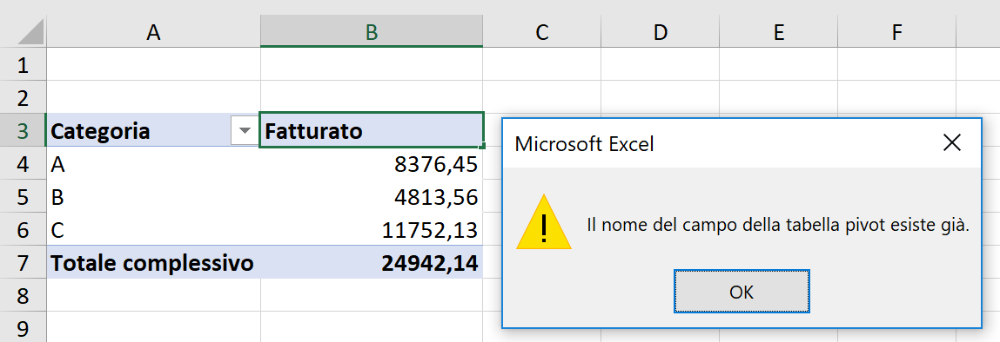 A B C D E F
1
2
3 Categoria Fatturato
4 A 8376,45
5 B 4813,56
6 C 11752,13
7 Totale complessivo 24942,14
8
9
Microsoft Excel
Il nome del campo della tabella pivot esiste già.
OK